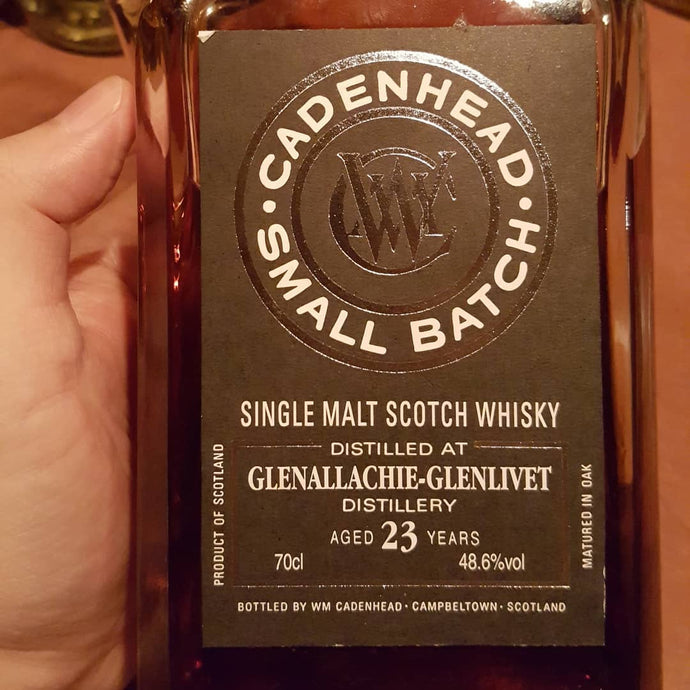 CADENHEAD
SMALL BATCH
SINGLE MALT SCOTCH WHISKY
DISTILLED AT
GLENALLACHIE-GLENLIVET
DISTILLERY
AGED 23 YEARS
70cl 48.6%vol
PRODUCT OF SCOTLAND
MATURED IN OAK
BOTTLED BY WM CADENHEAD · CAMPBELTOWN · SCOTLAND